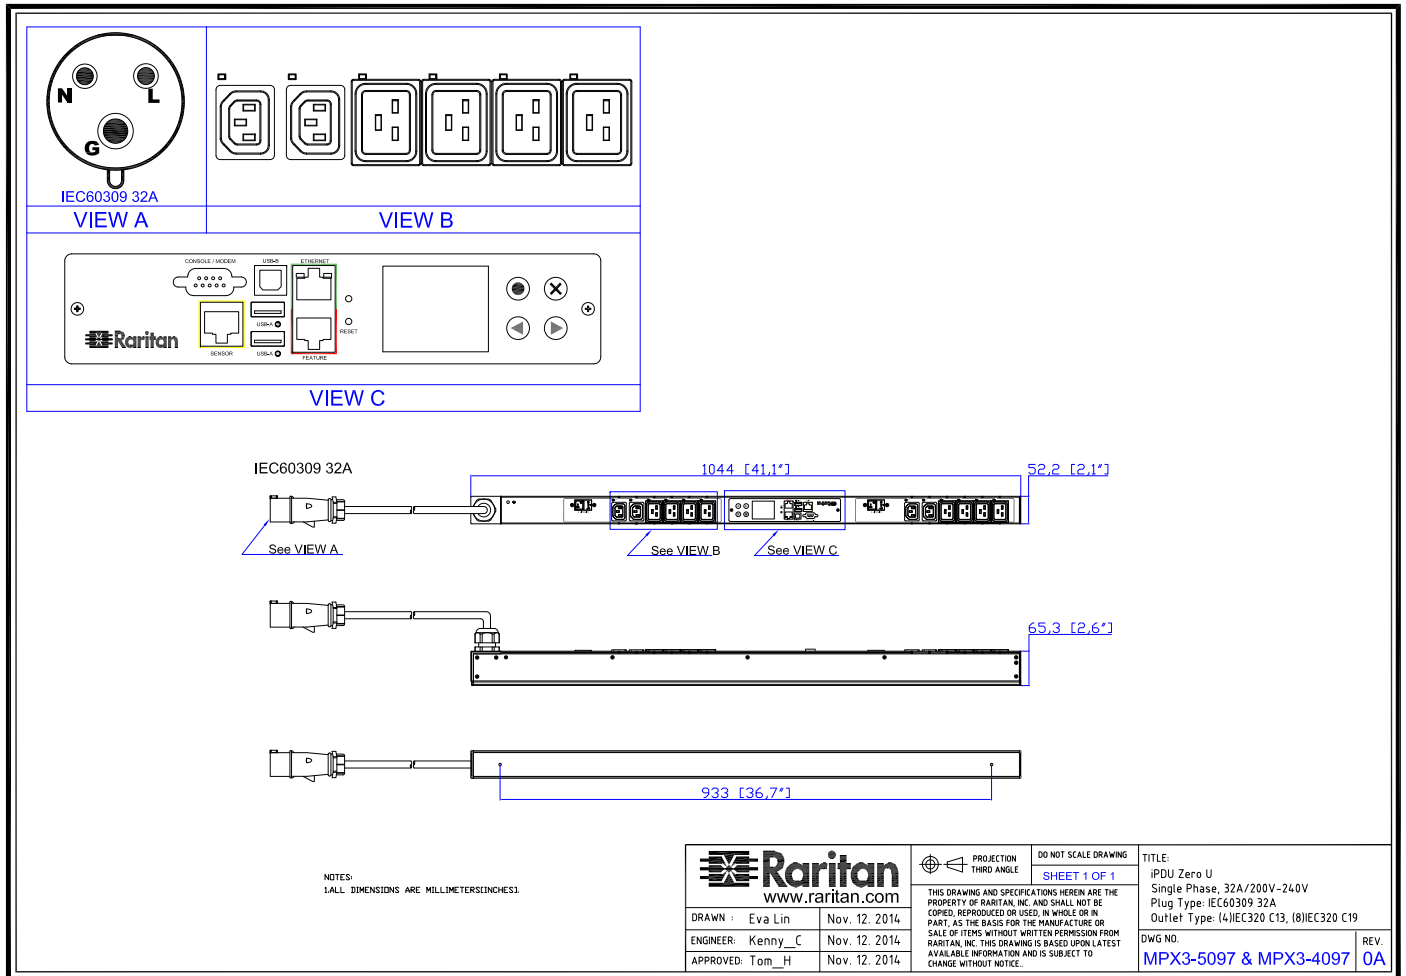 N
L
G
IEC60309 32A
VIEW A
VIEW B
CONSOLE / MODEM
USB-B
ETHERNET
USB-A
RESET
Raritan
SENSOR
USB-A
FEATURE
VIEW C
IEC60309 32A
1044 [41,1"]
52,2 [2,1"]
See VIEW A
See VIEW B
See VIEW C
65,3 [2,6"]
933 [36,7"]
NOTES:
1.ALL DIMENSIONS ARE MILLIMETERS[INCHES].
Raritan
www.raritan.com
DRAWN : Eva Lin Nov. 12. 2014
ENGINEER: Kenny_C Nov. 12. 2014
APPROVED: Tom_H Nov. 12. 2014
PROJECTION
THIRD ANGLE
DO NOT SCALE DRAWING
SHEET 1 OF 1
THIS DRAWING AND SPECIFICATIONS HEREIN ARE THE
PROPERTY OF RARITAN, INC. AND SHALL NOT BE
COPIED, REPRODUCED OR USED, IN WHOLE OR IN
PART, AS THE BASIS FOR THE MANUFACTURE OR
SALE OF ITEMS WITHOUT WRITTEN PERMISSION FROM
RARITAN, INC. THIS DRAWING IS BASED UPON LATEST
AVAILABLE INFORMATION AND IS SUBJECT TO
CHANGE WITHOUT NOTICE..
TITLE:
iPDU Zero U
Single Phase, 32A/200V-240V
Plug Type: IEC60309 32A
Outlet Type: (4)IEC320 C13, (8)IEC320 C19
DWG NO.
MPX3-5097 & MPX3-4097
REV.
0A